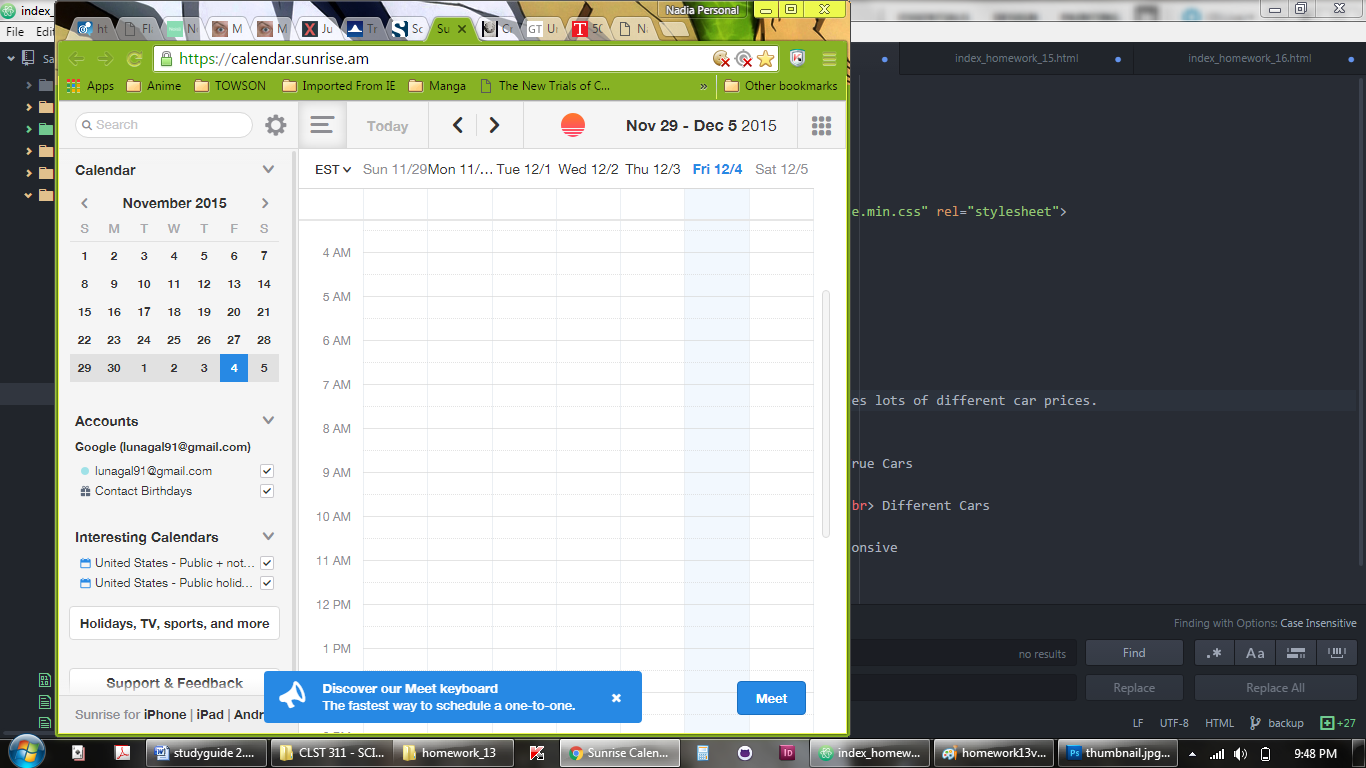 index_
Nadia Personal
File Edit
ht Fl N M M Ju Tr Sc Su Cr Ur 50 N
https://calendar.sunrise.am
index_homework_15.html
index_homework_16.html
Apps Anime TOWSON Imported From IE Manga The New Trials of C... » Other bookmarks
Search
Today
Nov 29 - Dec 5 2015
Calendar
EST Sun 11/29 Mon 11/... Tue 12/1 Wed 12/2 Thu 12/3 Fri 12/4 Sat 12/5
November 2015
S M T W T F S
1 2 3 4 5 6 7
8 9 10 11 12 13 14
15 16 17 18 19 20 21
22 23 24 25 26 27 28
29 30 1 2 3 4 5
4 AM
5 AM
6 AM
7 AM
8 AM
9 AM
10 AM
11 AM
12 PM
1 PM
e.min.css" rel="stylesheet">
es lots of different car prices.
rue Cars
br> Different Cars
onsive
Accounts
Google (lunagal91@gmail.com)
lunagal91@gmail.com
Contact Birthdays
Interesting Calendars
United States - Public + not...
United States - Public holid...
Holidays, TV, sports, and more
Support & Feedback
Sunrise for iPhone | iPad | Andr
Discover our Meet keyboard
The fastest way to schedule a one-to-one.
Meet
Finding with Options: Case Insensitive
no results
Find
.* Aa
Replace
Replace All
LF UTF-8 HTML backup +27
studyguide 2... CLST 311 - SCI... homework_13 Sunrise Calen... index_homew... homework13v... thumbnail.jpg... 9:48 PM